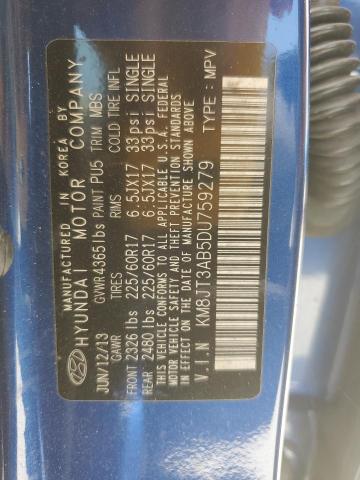 MANUFACTURED IN KOREA BY
HYUNDAI MOTOR COMPANY
GVWR 4365 lbs PAINT PU5 TRIM MBS
JUN/12/13 TIRES RIMS COLD TIRE INFL
GAWR
FRONT 2326 lbs 225/60R17 6.5JX17 33psi SINGLE
REAR 2480 lbs 225/60R17 6.5JX17 33psi SINGLE
THIS VEHICLE CONFORMS TO ALL APPLICABLE U.S.A. FEDERAL
MOTOR VEHICLE SAFETY AND THEFT PREVENTION STANDARDS
IN EFFECT ON THE DATE OF MANUFACTURE SHOWN ABOVE.
V.I.N KM8JT3AB5DU759279 TYPE : MPV